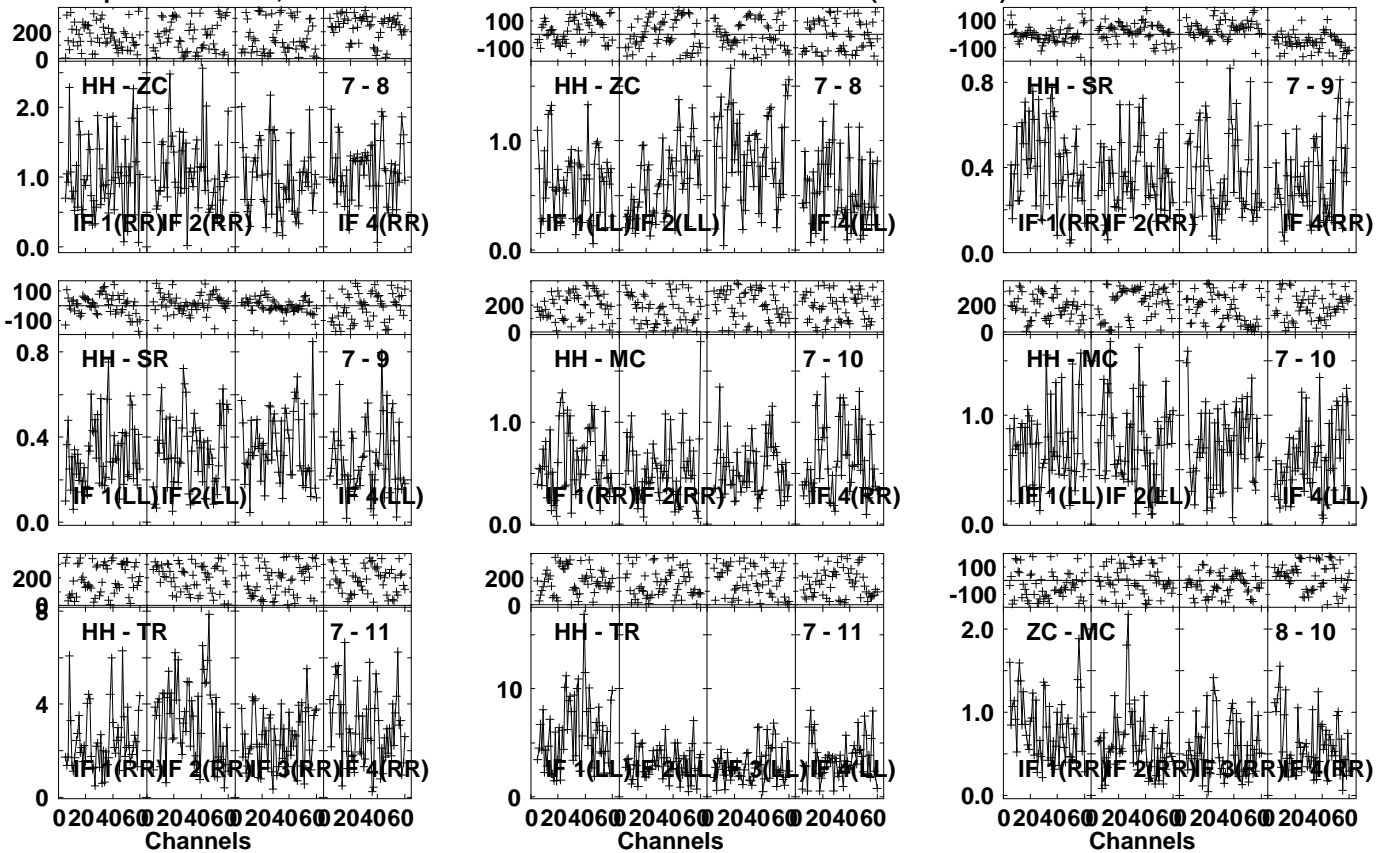 200
0
HH - ZC 7 - 8
2.0
1.0
0.0
IF 1(RR) IF 2(RR) IF 4(RR)
100
-100
HH - ZC 7 - 8
1.0
0.0
IF 1(LL) IF 2(LL) IF 4(LL)
100
-100
HH - SR 7 - 9
0.8
0.4
0.0
IF 1(RR) IF 2(RR) IF 4(RR)
100
-100
HH - SR 7 - 9
0.8
0.4
0.0
IF 1(LL) IF 2(LL) IF 4(LL)
200
0
HH - MC 7 - 10
1.0
0.0
IF 1(RR) IF 2(RR) IF 4(RR)
200
0
HH - MC 7 - 10
1.0
0.0
IF 1(LL) IF 2(LL) IF 4(LL)
200
0
HH - TR 7 - 11
8
4
0
IF 1(RR) IF 2(RR) IF 3(RR) IF 4(RR)
0 20 40 60 0 20 40 60 0 20 40 60 0 20 40 60
Channels
200
0
HH - TR 7 - 11
10
0
IF 1(LL) IF 2(LL) IF 3(LL) IF 4(LL)
0 20 40 60 0 20 40 60 0 20 40 60 0 20 40 60
Channels
100
-100
ZC - MC 8 - 10
2.0
1.0
0.0
IF 1(RR) IF 2(RR) IF 3(RR) IF 4(RR)
0 20 40 60 0 20 40 60 0 20 40 60 0 20 40 60
Channels